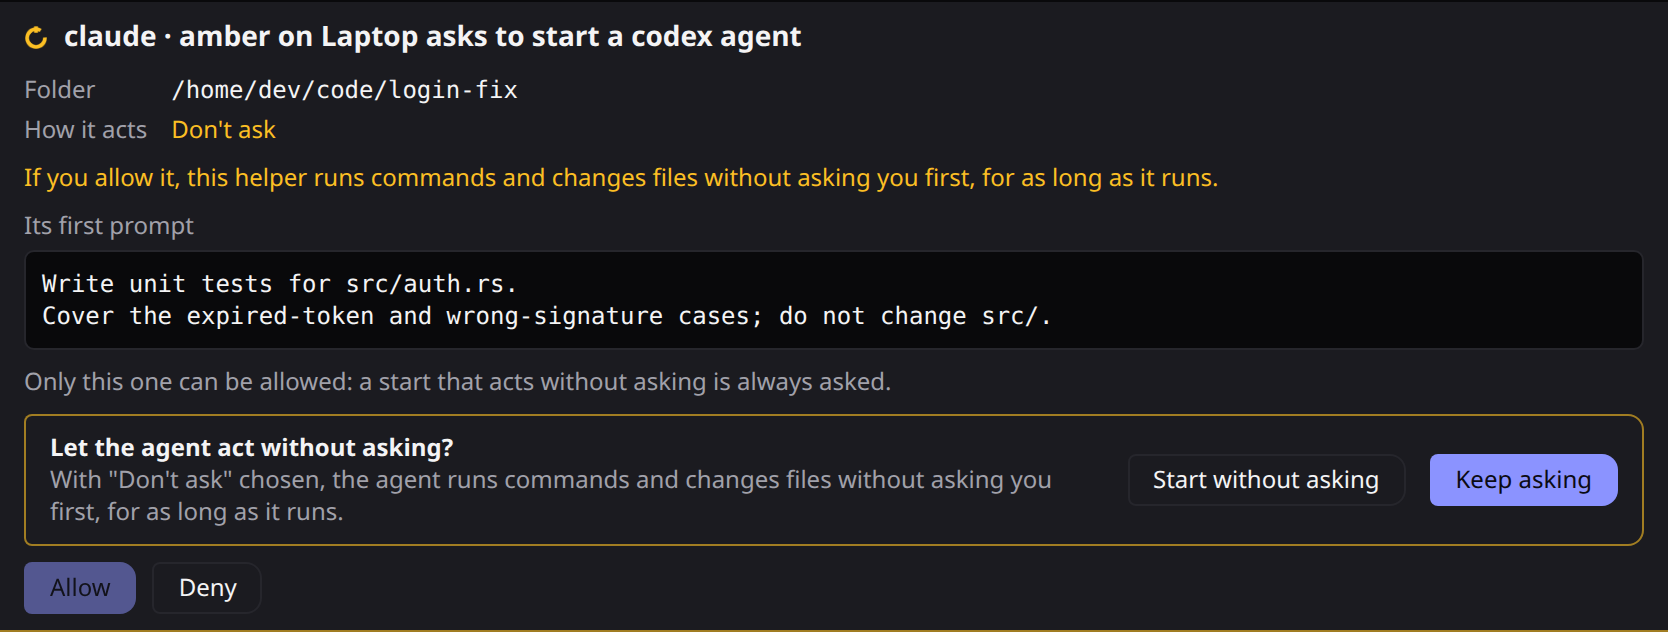 claude · amber on Laptop asks to start a codex agent
Folder /home/dev/code/login-fix
How it acts Don't ask
If you allow it, this helper runs commands and changes files without asking you first, for as long as it runs.
Its first prompt
Write unit tests for src/auth.rs.
Cover the expired-token and wrong-signature cases; do not change src/.
Only this one can be allowed: a start that acts without asking is always asked.
Let the agent act without asking?
With "Don't ask" chosen, the agent runs commands and changes files without asking you
first, for as long as it runs.
Start without asking Keep asking
Allow Deny